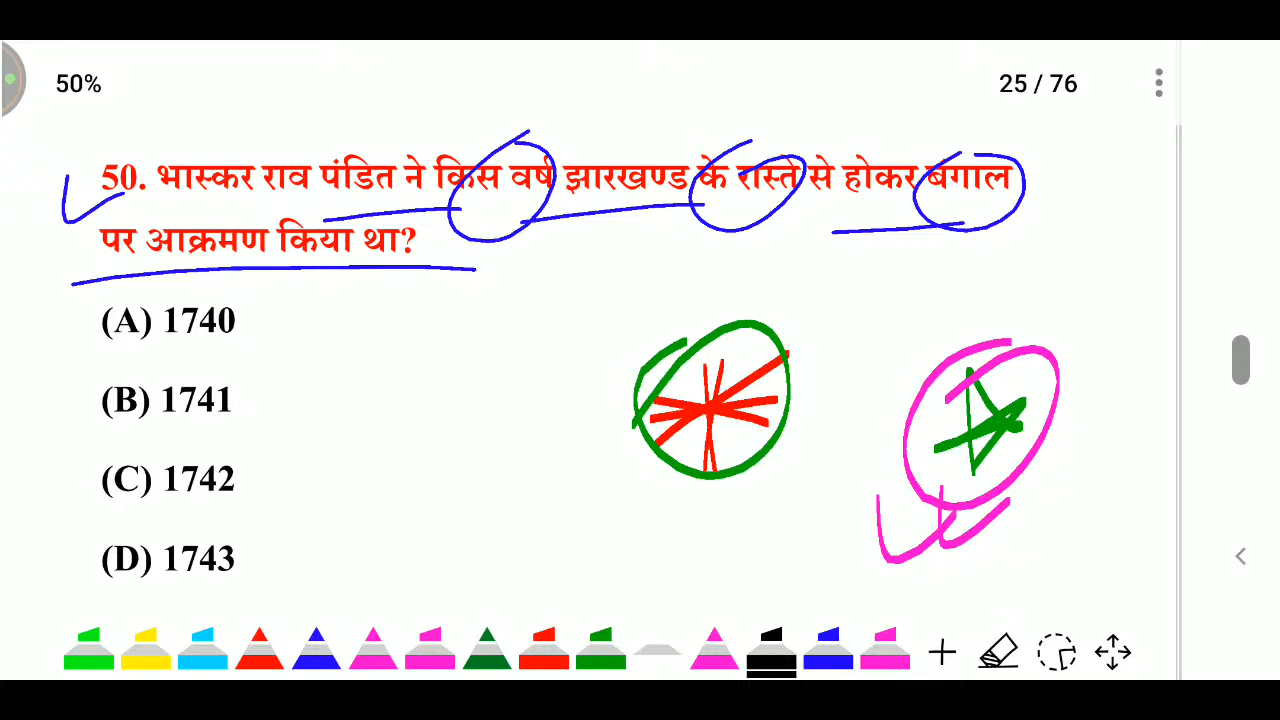 50%
25 / 76
50. भास्कर राव पंडित ने किस वर्ष झारखण्ड के रास्ते से होकर बंगाल
पर आक्रमण किया था?
(A) 1740
(B) 1741
(C) 1742
(D) 1743